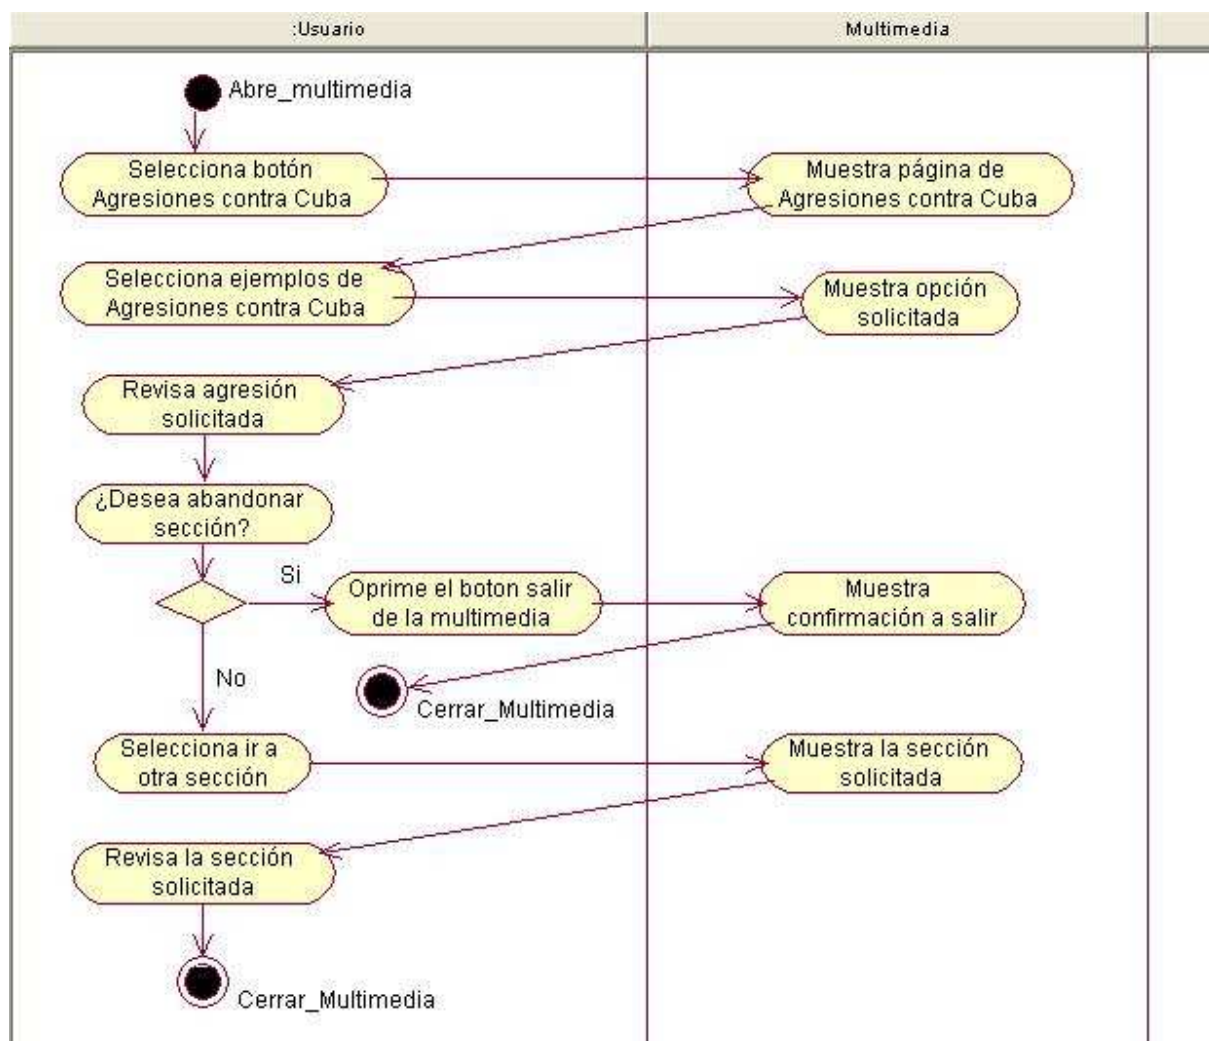 :Usuario
Multimedia
Abre_multimedia
Selecciona botón
Agresiones contra Cuba
Muestra página de
Agresiones contra Cuba
Selecciona ejemplos de
Agresiones contra Cuba
Muestra opción
solicitada
Revisa agresión
solicitada
¿Desea abandonar
sección?
Si
Oprime el boton salir
de la multimedia
Muestra
confirmación a salir
No
Cerrar_Multimedia
Selecciona ir a
otra sección
Muestra la sección
solicitada
Revisa la sección
solicitada
Cerrar_Multimedia